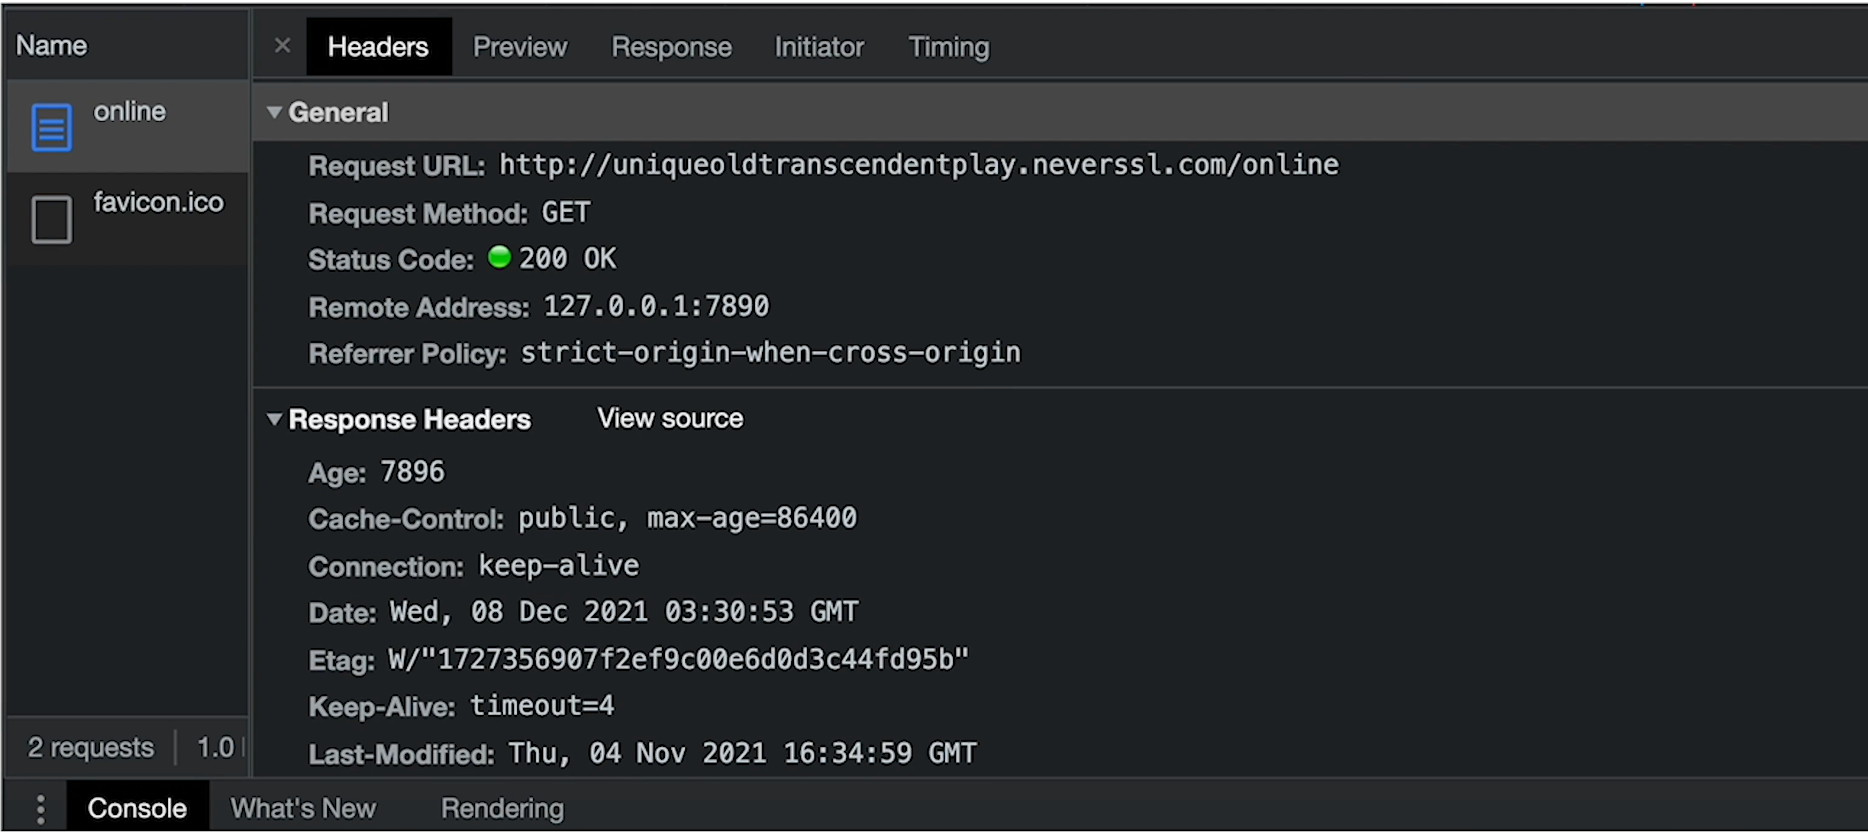 Name
Headers Preview Response Initiator Timing
online
favicon.ico
General
Request URL: http://uniqueoldtranscendentplay.neverssl.com/online
Request Method: GET
Status Code: 200 OK
Remote Address: 127.0.0.1:7890
Referrer Policy: strict-origin-when-cross-origin
Response Headers View source
Age: 7896
Cache-Control: public, max-age=86400
Connection: keep-alive
Date: Wed, 08 Dec 2021 03:30:53 GMT
Etag: W/"1727356907f2ef9c00e6d0d3c44fd95b"
Keep-Alive: timeout=4
Last-Modified: Thu, 04 Nov 2021 16:34:59 GMT
2 requests 1.0
Console What's New Rendering